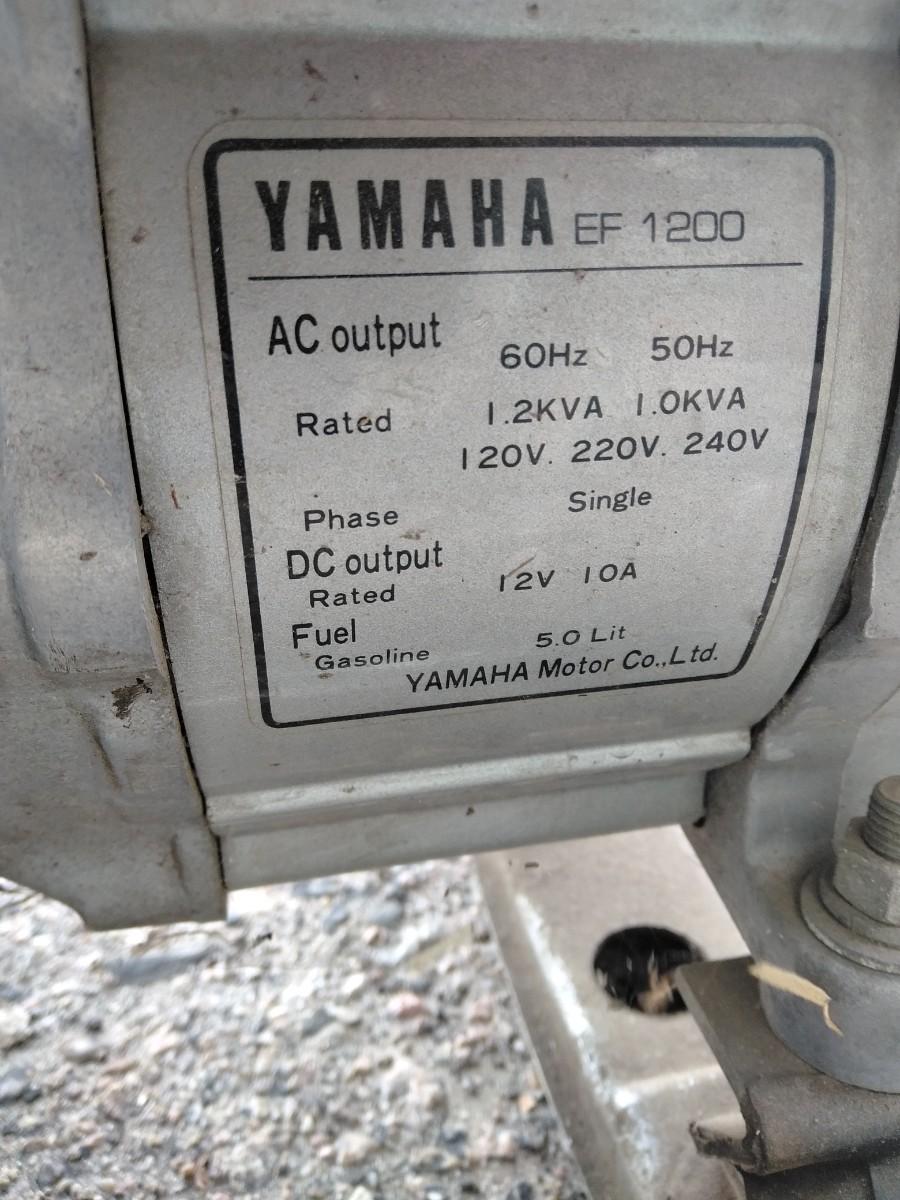 YAMAHA EF 1200
AC output 60Hz 50Hz
Rated 1.2KVA 1.0KVA
120V. 220V. 240V
Phase Single
DC output
Rated 12V 10A
Fuel
Gasoline 5.0 Lit
YAMAHA Motor Co.,Ltd.